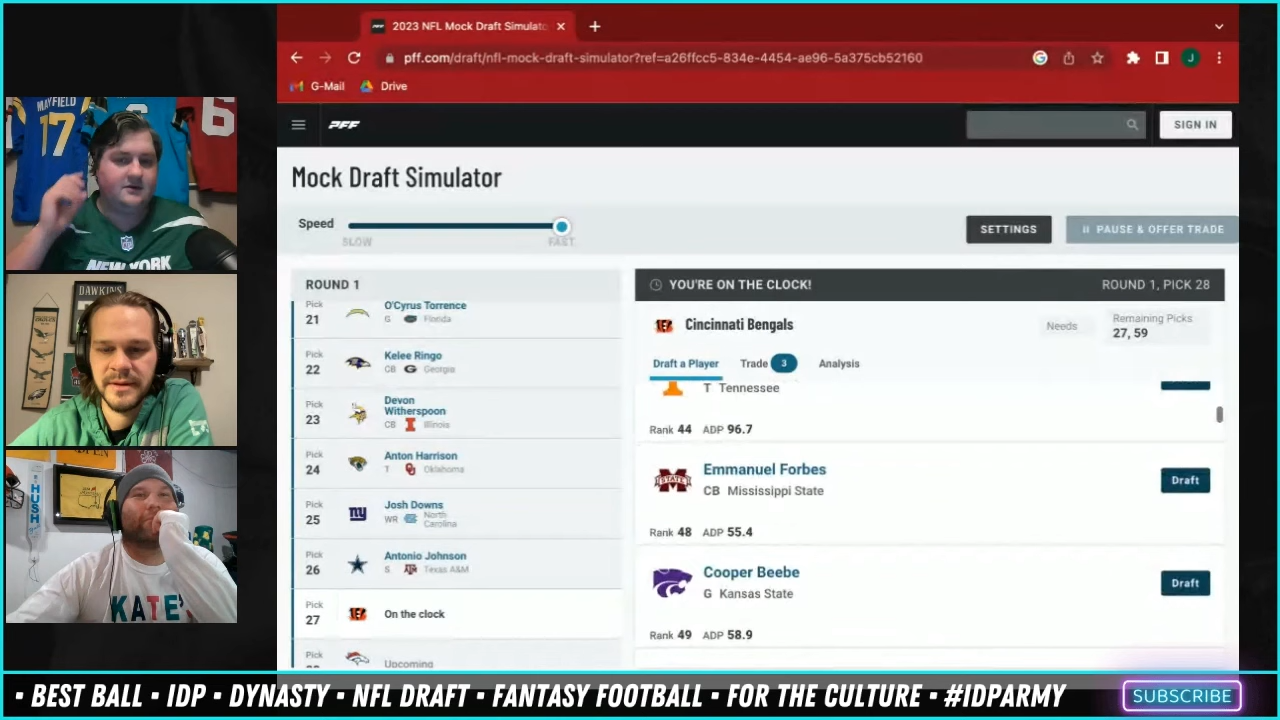 2023 NFL Mock Draft Simulato
pff.com/draft/nfl-mock-draft-simulator?ref=a26ffcc5-834e-4454-ae96-5a375cb52160
J
G-Mail
Drive
PFF
SIGN IN
Mock Draft Simulator
Speed
SLOW
FAST
SETTINGS
PAUSE & OFFER TRADE
ROUND 1
Pick 21
O'Cyrus Torrence
G Florida
Pick 22
Kelee Ringo
CB Georgia
Pick 23
Devon Witherspoon
CB Illinois
Pick 24
Anton Harrison
T Oklahoma
Pick 25
Josh Downs
WR North Carolina
Pick 26
Antonio Johnson
S Texas A&M
Pick 27
On the clock
Pick
Upcoming
YOU'RE ON THE CLOCK!
ROUND 1, PICK 28
Cincinnati Bengals
Needs
Remaining Picks
27, 59
Draft a Player
Trade 3
Analysis
T Tennessee
Rank 44 ADP 96.7
Emmanuel Forbes
CB Mississippi State
Draft
Rank 48 ADP 55.4
Cooper Beebe
G Kansas State
Draft
Rank 49 ADP 58.9
MAYFIELD
17
6
NFL
NEW YORK
DAWKINS
EAGLES
HUSH
KATE
• BEST BALL • IDP • DYNASTY • NFL DRAFT • FANTASY FOOTBALL • FOR THE CULTURE • #IDPARMY
SUBSCRIBE